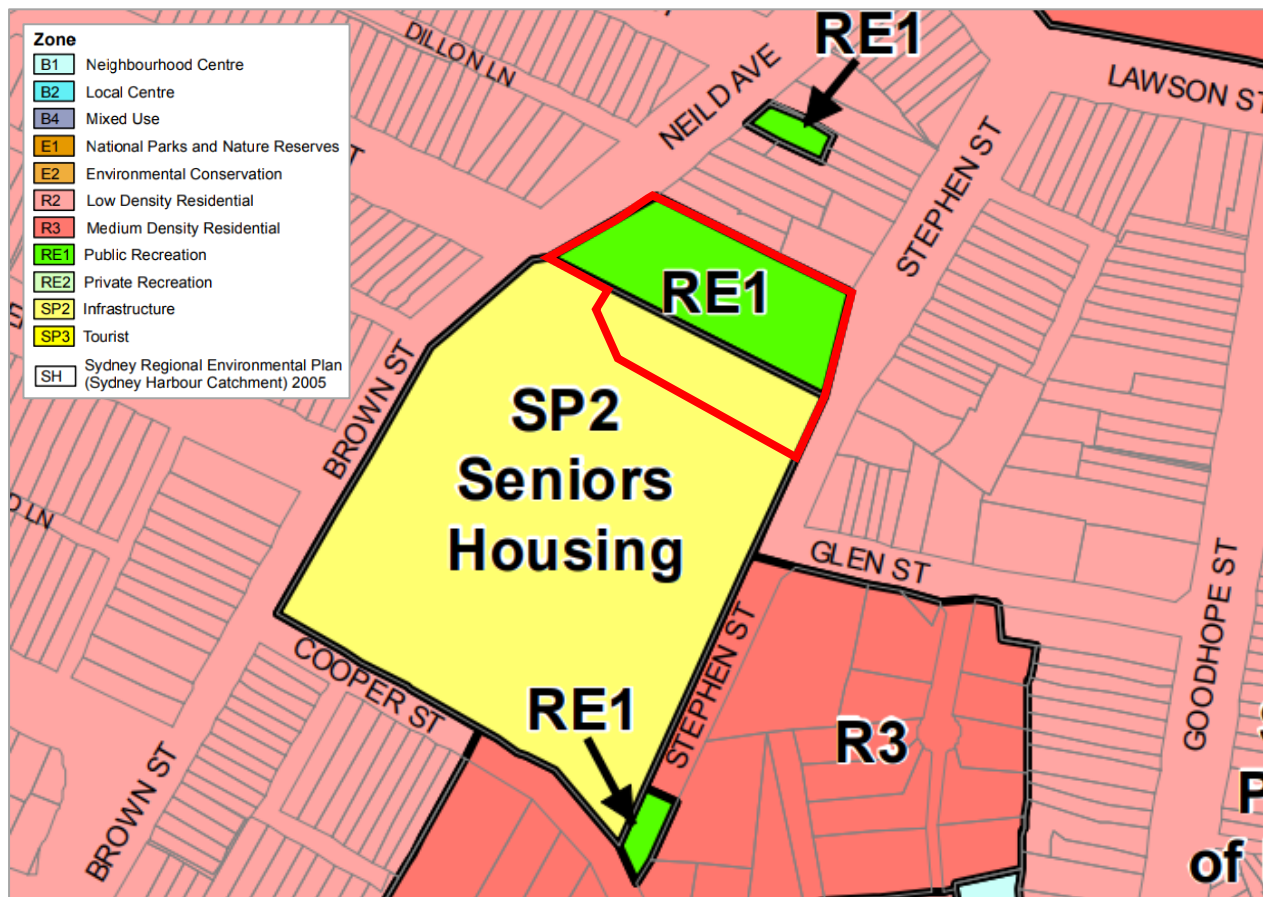 Zone
B1 Neighbourhood Centre
B2 Local Centre
B4 Mixed Use
E1 National Parks and Nature Reserves
E2 Environmental Conservation
R2 Low Density Residential
R3 Medium Density Residential
RE1 Public Recreation
RE2 Private Recreation
SP2 Infrastructure
SP3 Tourist
SH Sydney Regional Environmental Plan
(Sydney Harbour Catchment) 2005
DILLON LN
NEILD AVE
RE1
LAWSON ST
STEPHEN ST
RE1
BROWN ST
SP2
Seniors
Housing
LN
GLEN ST
GOODHOPE ST
COOPER ST
RE1
STEPHEN ST
R3
BROWN ST
P
of